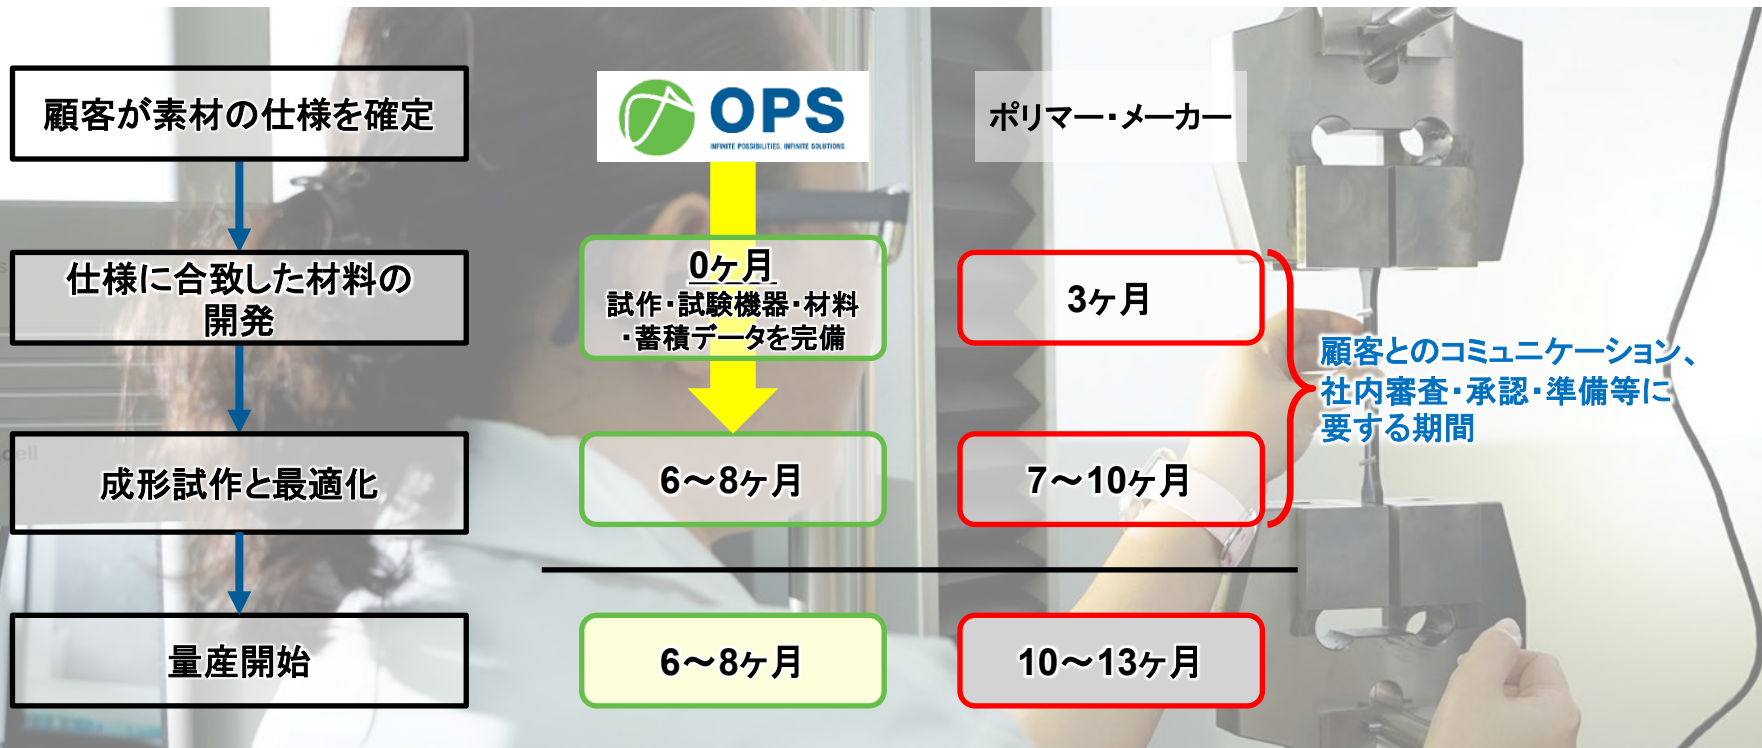 顧客が素材の仕様を確定
OPS
INFINITE POSSIBILITIES. INFINITE SOLUTIONS.
ポリマー・メーカー
仕様に合致した材料の
開発
0ヶ月
試作・試験機器・材料
・蓄積データを完備
3ヶ月
顧客とのコミュニケーション、
社内審査・承認・準備等に
要する期間
成形試作と最適化
6～8ヶ月
7～10ヶ月
量産開始
6～8ヶ月
10～13ヶ月